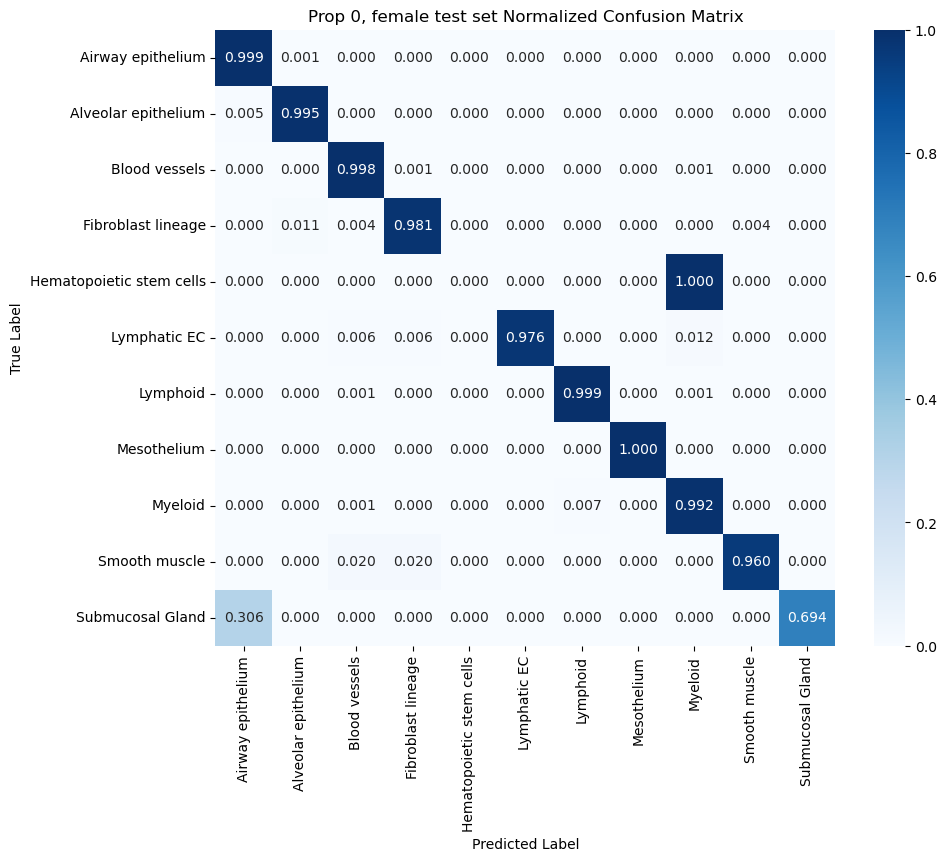 Prop 0, female test set Normalized Confusion Matrix
True Label
Airway epithelium 0.999 0.001 0.000 0.000 0.000 0.000 0.000 0.000 0.000 0.000 0.000
Alveolar epithelium 0.005 0.995 0.000 0.000 0.000 0.000 0.000 0.000 0.000 0.000 0.000
Blood vessels 0.000 0.000 0.998 0.001 0.000 0.000 0.000 0.000 0.001 0.000 0.000
Fibroblast lineage 0.000 0.011 0.004 0.981 0.000 0.000 0.000 0.000 0.000 0.004 0.000
Hematopoietic stem cells 0.000 0.000 0.000 0.000 0.000 0.000 0.000 0.000 1.000 0.000 0.000
Lymphatic EC 0.000 0.000 0.006 0.006 0.000 0.976 0.000 0.000 0.012 0.000 0.000
Lymphoid 0.000 0.000 0.001 0.000 0.000 0.000 0.999 0.000 0.001 0.000 0.000
Mesothelium 0.000 0.000 0.000 0.000 0.000 0.000 0.000 1.000 0.000 0.000 0.000
Myeloid 0.000 0.000 0.001 0.000 0.000 0.000 0.007 0.000 0.992 0.000 0.000
Smooth muscle 0.000 0.000 0.020 0.020 0.000 0.000 0.000 0.000 0.000 0.960 0.000
Submucosal Gland 0.306 0.000 0.000 0.000 0.000 0.000 0.000 0.000 0.000 0.000 0.694
Airway epithelium
Alveolar epithelium
Blood vessels
Fibroblast lineage
Hematopoietic stem cells
Lymphatic EC
Lymphoid
Mesothelium
Myeloid
Smooth muscle
Submucosal Gland
Predicted Label
1.0
0.8
0.6
0.4
0.2
0.0